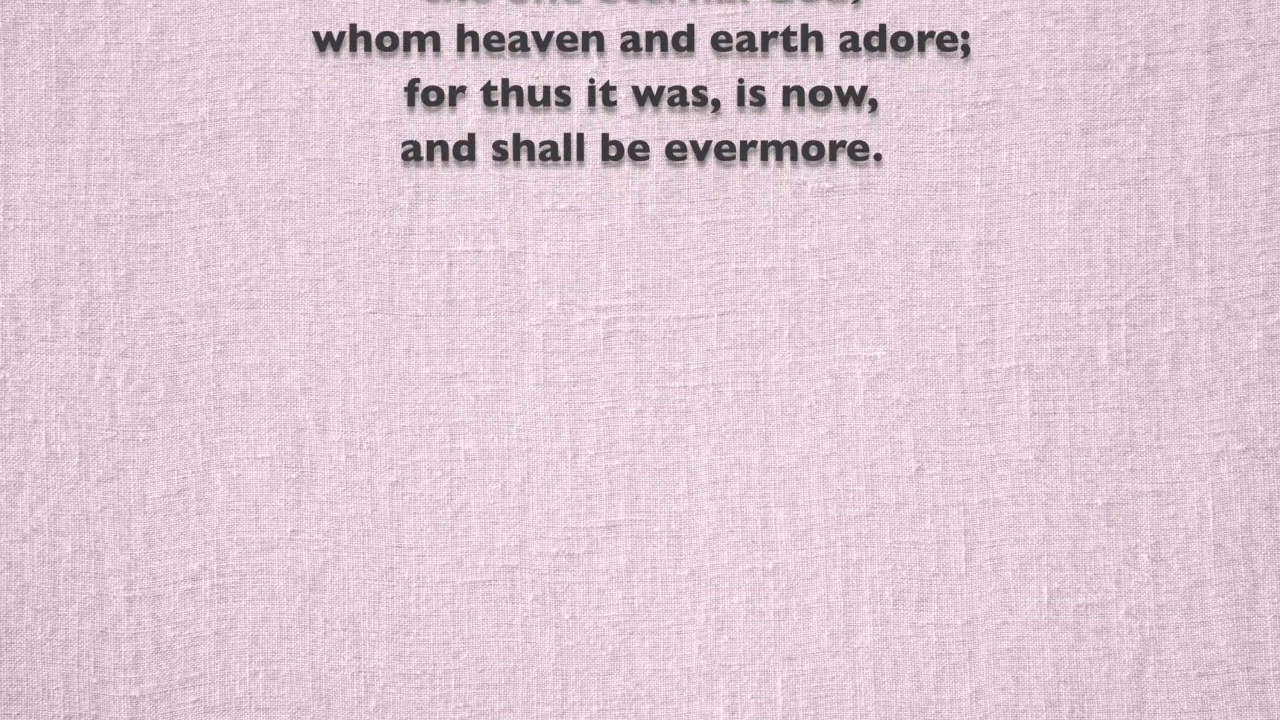 whom heaven and earth adore;
for thus it was, is now,
and shall be evermore.